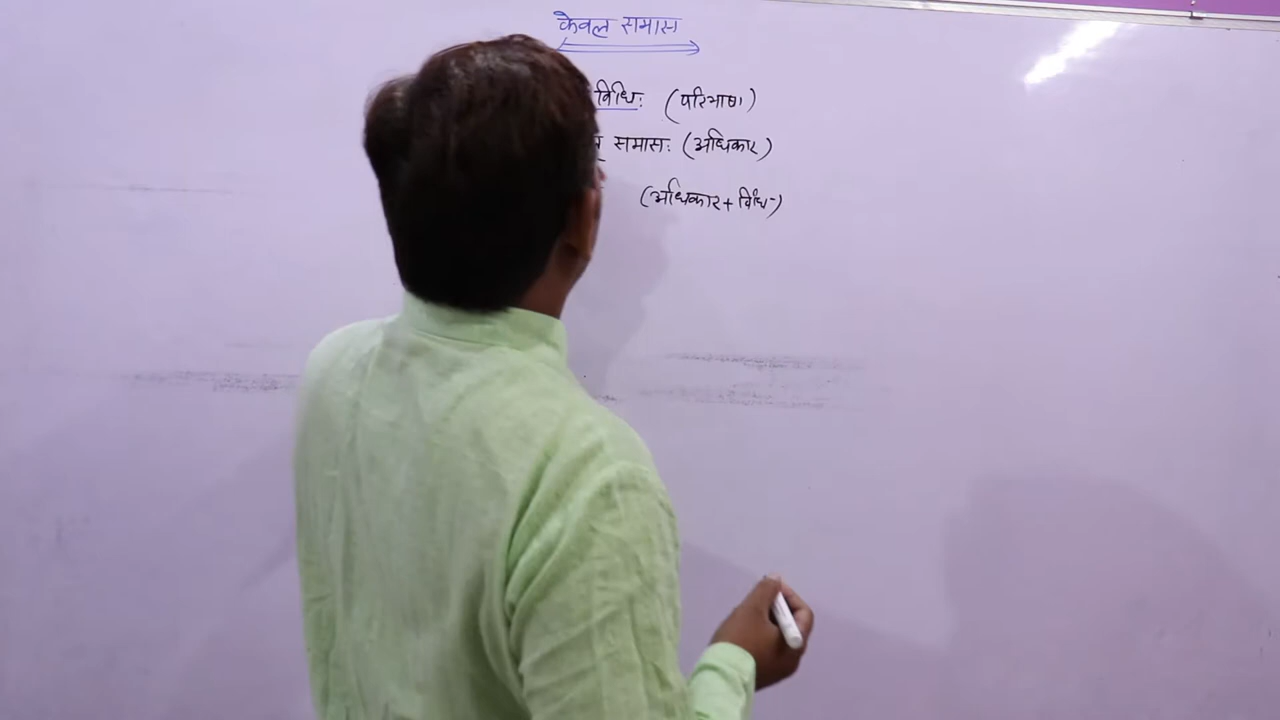 केवल समास
विधिः (परिभाषा)
समासः (अधिकार)
(अधिकार + विधि-)